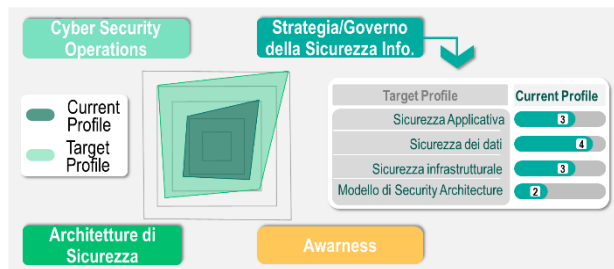 Cyber Security
Operations
Strategia/Governo
della Sicurezza Info.
Current
Profile
Target
Profile
Target Profile Current Profile
Sicurezza Applicativa 3
Sicurezza dei dati 4
Sicurezza infrastrutturale 3
Modello di Security Architecture 2
Architetture di
Sicurezza
Awarness